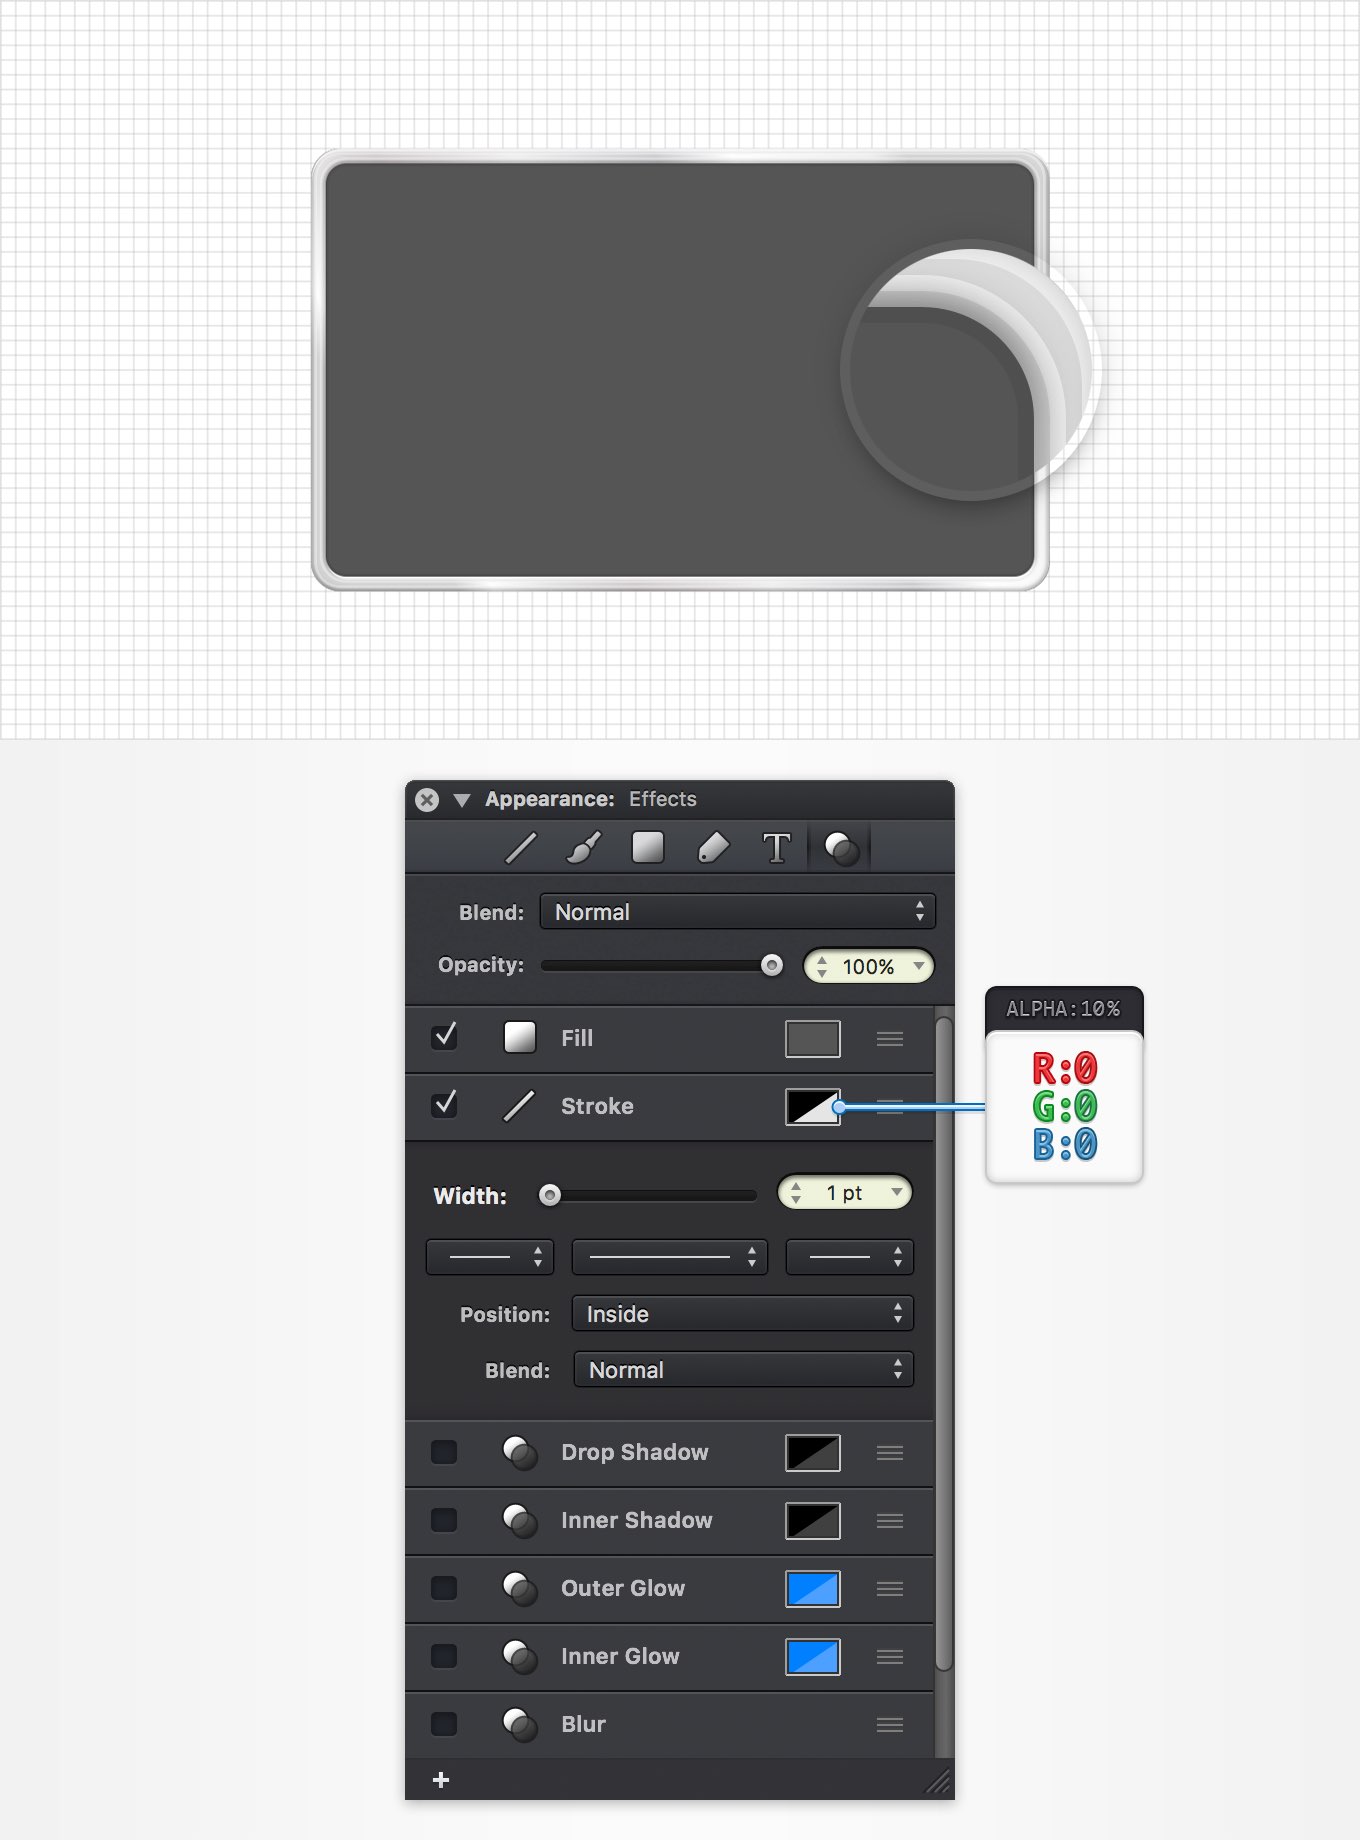 Appearance: Effects
T
Blend: Normal
Opacity: 100%
Fill
Stroke
ALPHA:10%
R:0
G:0
B:0
Width: 1 pt
Position: Inside
Blend: Normal
Drop Shadow
Inner Shadow
Outer Glow
Inner Glow
Blur